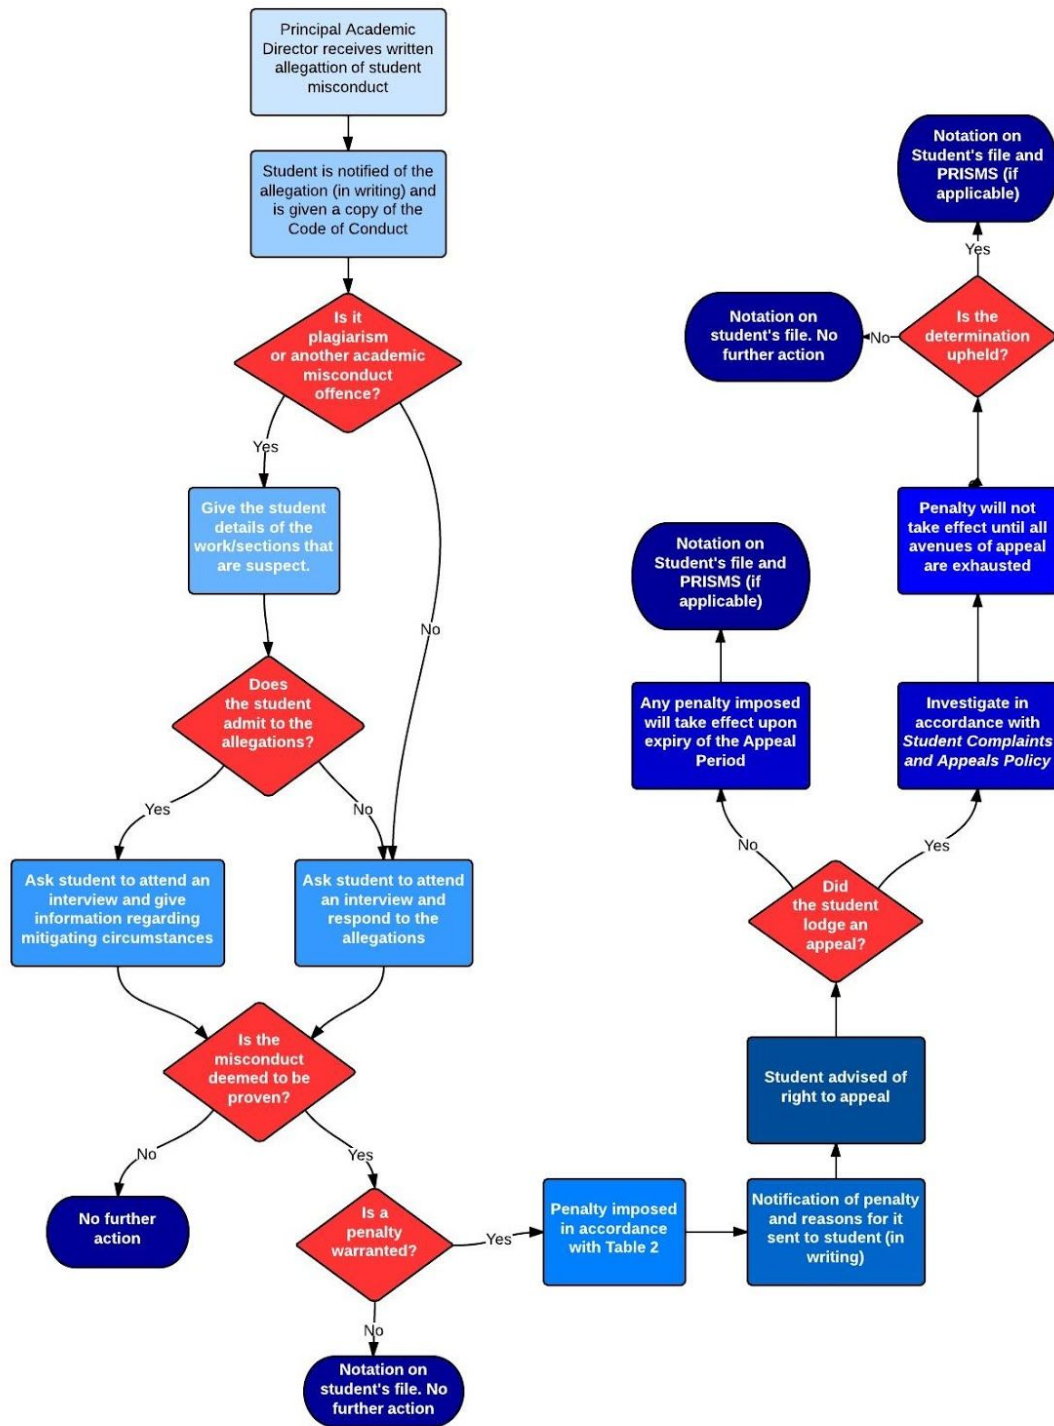 Principal Academic
Director receives written
allegattion of student
misconduct
Student is notified of the
allegation (in writing) and
is given a copy of the
Code of Conduct
Is it
plagiarism
or another academic
misconduct
offence?
Yes
No
Give the student
details of the
work/sections that
are suspect.
Does
the student
admit to the
allegations?
Yes
No
Ask student to attend an
interview and give
information regarding
mitigating circumstances
Ask student to attend
an interview and
respond to the
allegations
Is the
misconduct
deemed to be
proven?
No
Yes
No further
action
Is a
penalty
warranted?
Yes
No
Notation on
student's file. No
further action
Penalty imposed
in accordance
with Table 2
Notification of penalty
and reasons for it
sent to student (in
writing)
Student advised of
right to appeal
Did
the student
lodge an
appeal?
No
Yes
Any penalty imposed
will take effect upon
expiry of the Appeal
Period
Notation on
Student's file and
PRISMS (if
applicable)
Investigate in
accordance with
Student Complaints
and Appeals Policy
Penalty will not
take effect until all
avenues of appeal
are exhausted
Is the
determination
upheld?
No
Yes
Notation on
student's file. No
further action
Notation on
Student's file and
PRISMS (if
applicable)